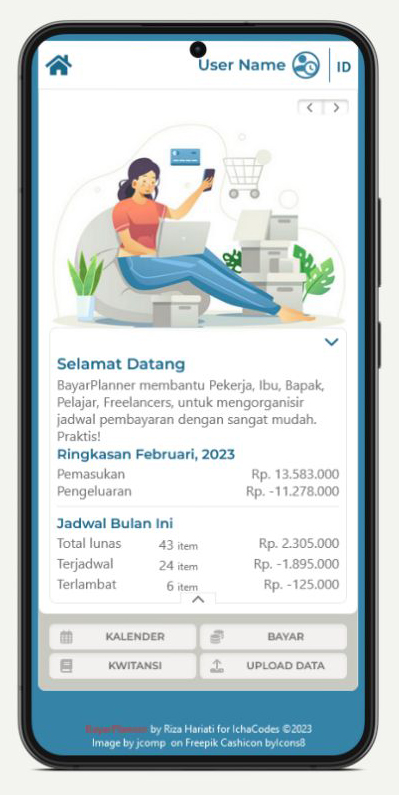 User Name ID
Selamat Datang
BayarPlanner membantu Pekerja, Ibu, Bapak,
Pelajar, Freelancers, untuk mengorganisir
jadwal pembayaran dengan sangat mudah.
Praktis!
Ringkasan Februari, 2023
Pemasukan Rp. 13.583.000
Pengeluaran Rp. -11.278.000
Jadwal Bulan Ini
Total lunas 43 item Rp. 2.305.000
Terjadwal 24 item Rp. -1.895.000
Terlambat 6 item Rp. -125.000
KALENDER BAYAR
KWITANSI UPLOAD DATA
BayarPlanner by Riza Hariati for IchaCodes ©2023
Image by jcomp on Freepik Cashicon byIcons8